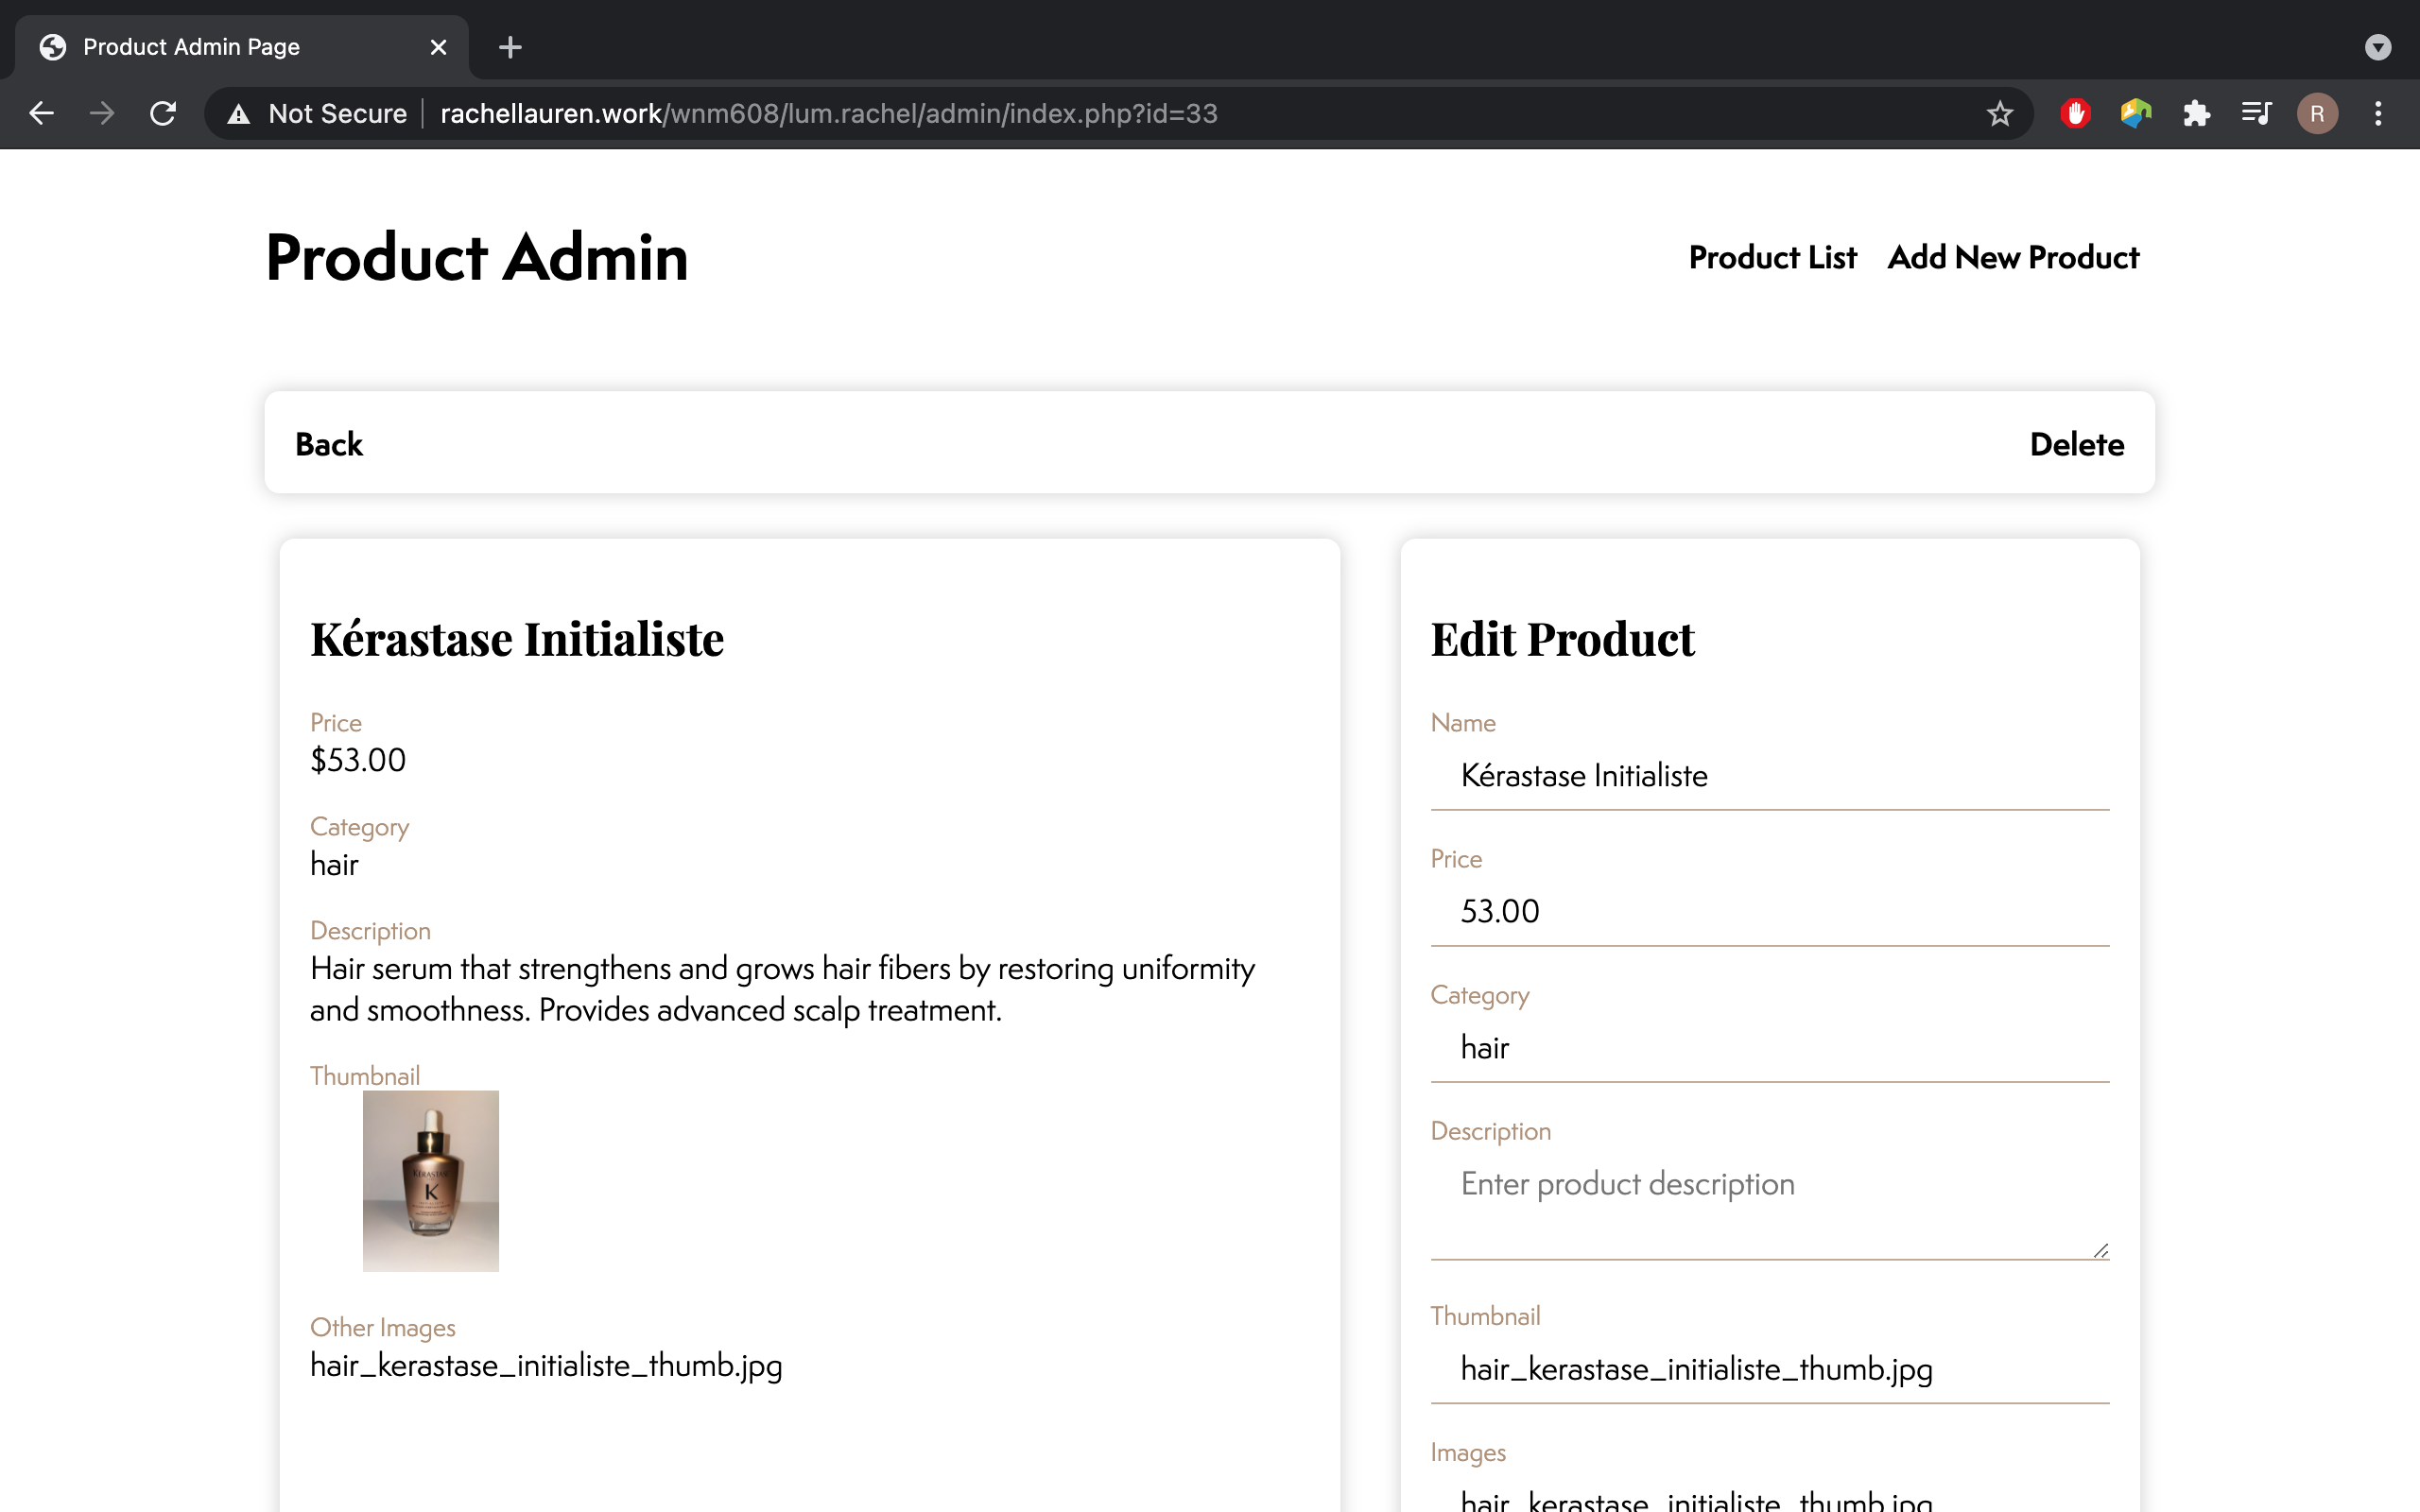 Product Admin Page
Not Secure
rachellauren.work/wnm608/lum.rachel/admin/index.php?id=33
R
Product Admin
Product List
Add New Product
Back
Delete
Kérastase Initialiste
Price
$53.00
Category
hair
Description
Hair serum that strengthens and grows hair fibers by restoring uniformity
and smoothness. Provides advanced scalp treatment.
Thumbnail
KÉRASTASE
K
Other Images
hair_kerastase_initialiste_thumb.jpg
Edit Product
Name
Kérastase Initialiste
Price
53.00
Category
hair
Description
Enter product description
Thumbnail
hair_kerastase_initialiste_thumb.jpg
Images
hair_kerastase_initialiste_thumb.jpg